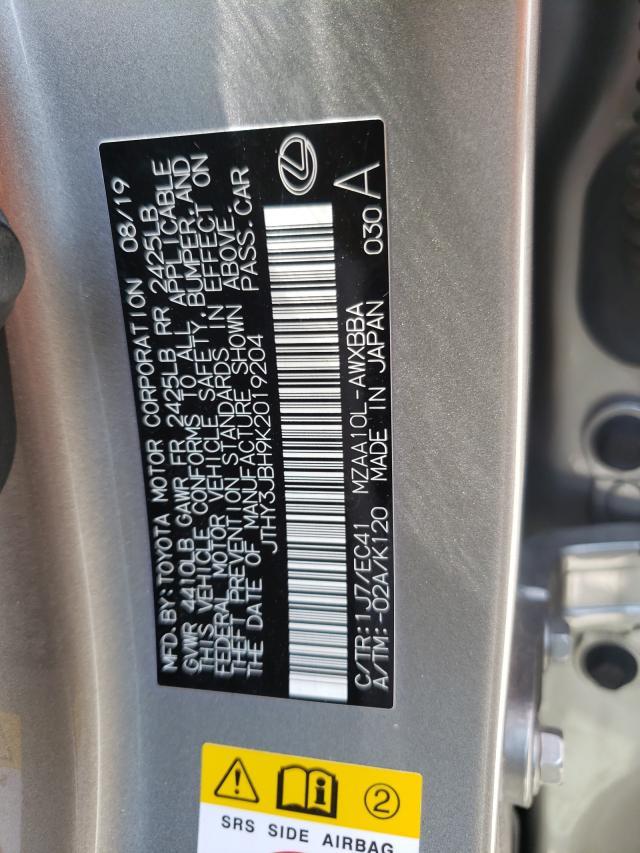 MFD. BY: TOYOTA MOTOR CORPORATION 08/19
GVWR 4410LB GAWR FR 2425LB RR 2425LB
THIS VEHICLE CONFORMS TO ALL APPLICABLE
FEDERAL MOTOR VEHICLE SAFETY, BUMPER, AND
THEFT PREVENTION STANDARDS IN EFFECT ON
THE DATE OF MANUFACTURE SHOWN ABOVE.
JTHY3JBH9K2019204 PASS. CAR
C/TR: 1J7/EC41 MZAA10L-AWXBBA 030A
A/TM: -02A/K120 MADE IN JAPAN
2
SRS SIDE AIRBAG